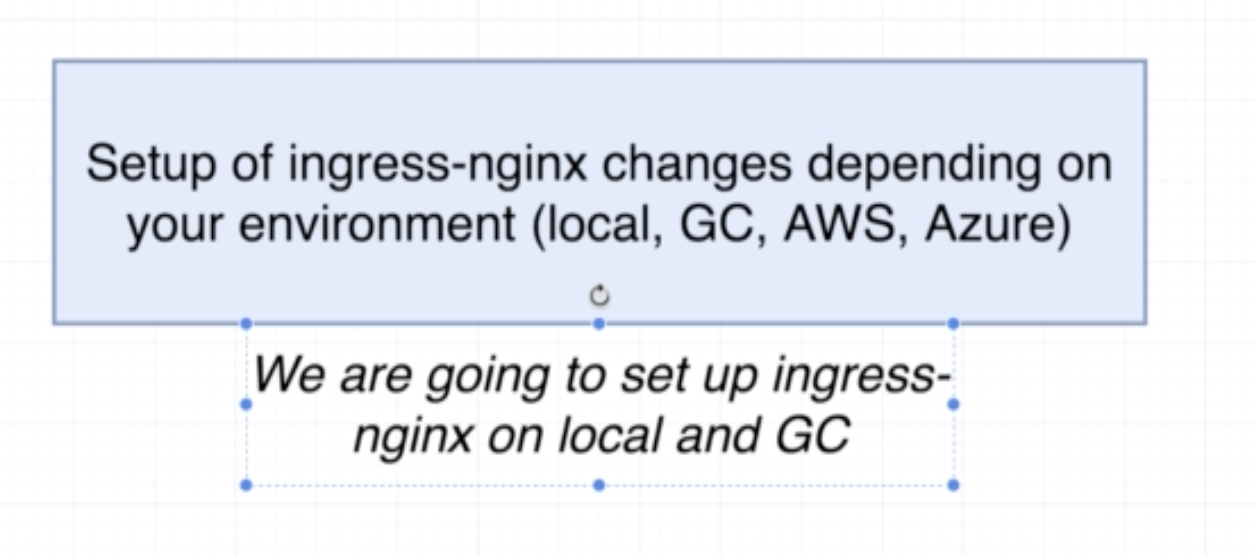 Setup of ingress-nginx changes depending on
your environment (local, GC, AWS, Azure)
We are going to set up ingress-
nginx on local and GC